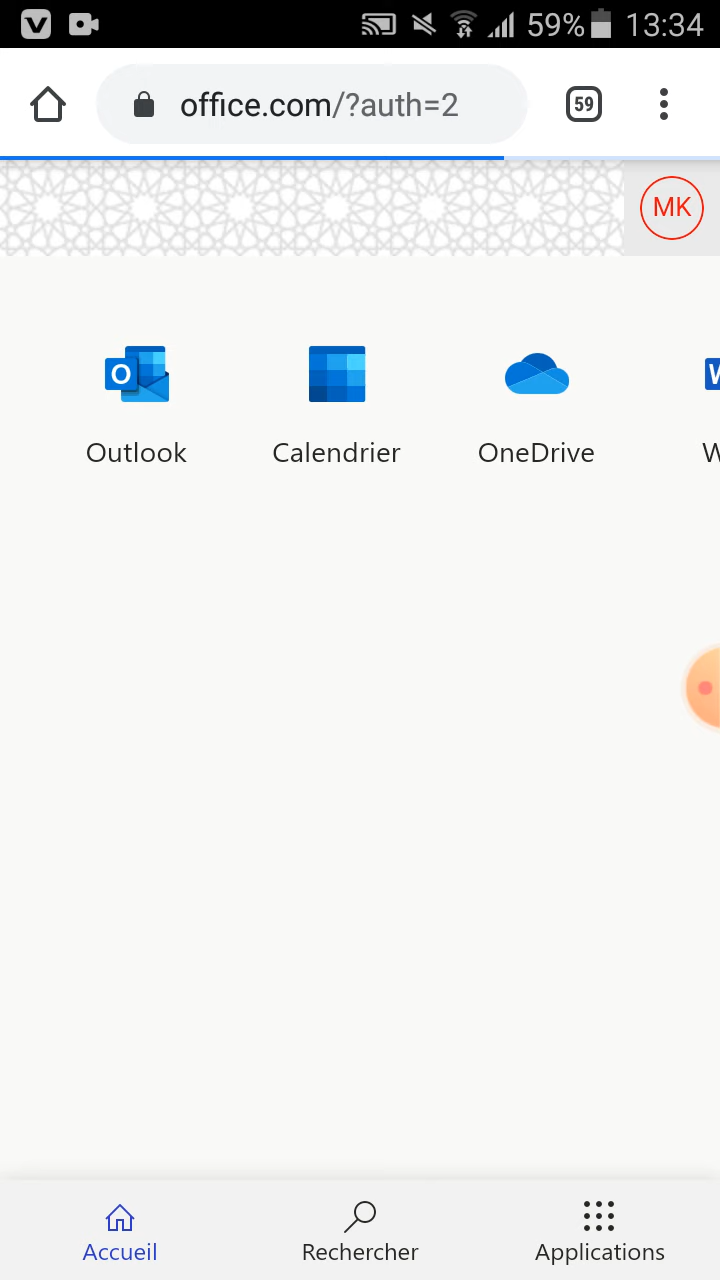 59% 13:34
office.com/?auth=2 59
MK
Outlook Calendrier OneDrive W
Accueil Rechercher Applications